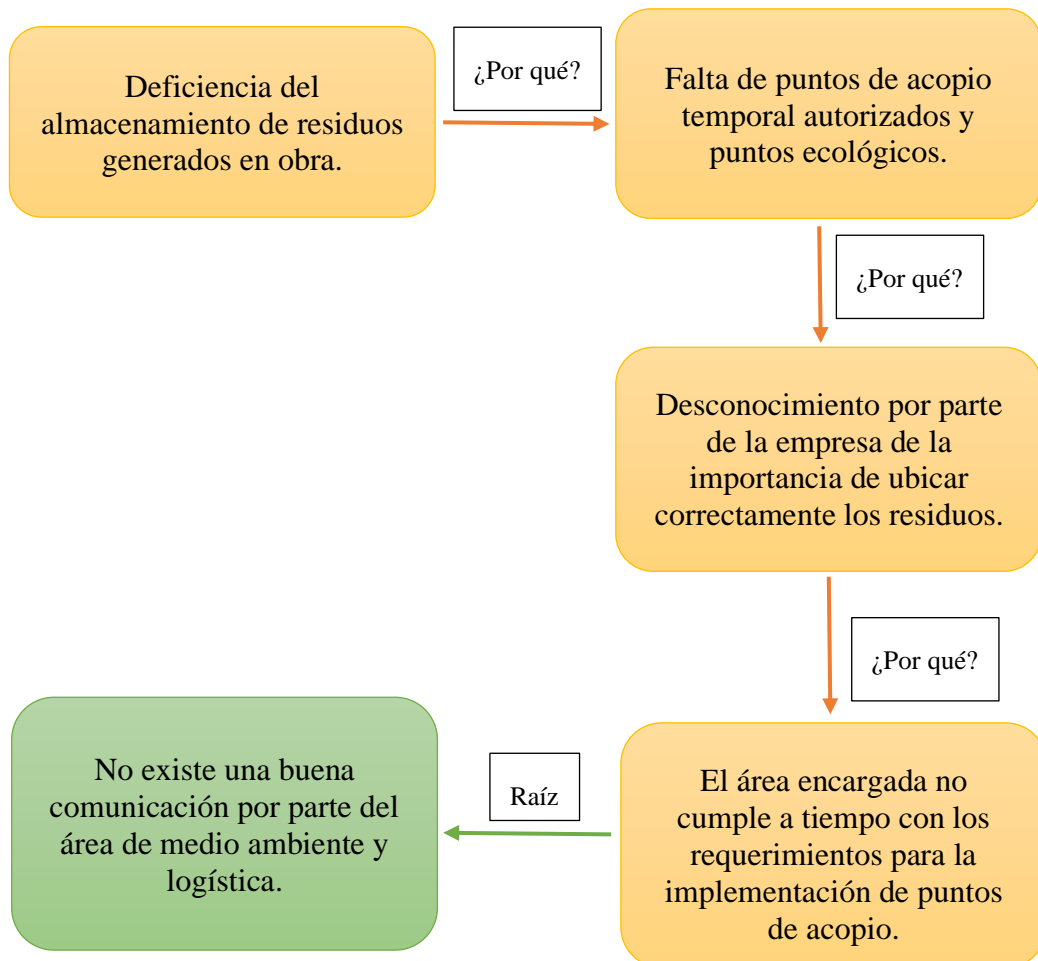 Deficiencia del
almacenamiento de residuos
generados en obra.
¿Por qué?
Falta de puntos de acopio
temporal autorizados y
puntos ecológicos.
¿Por qué?
Desconocimiento por parte
de la empresa de la
importancia de ubicar
correctamente los residuos.
¿Por qué?
El área encargada no
cumple a tiempo con los
requerimientos para la
implementación de puntos
de acopio.
Raíz
No existe una buena
comunicación por parte del
área de medio ambiente y
logística.